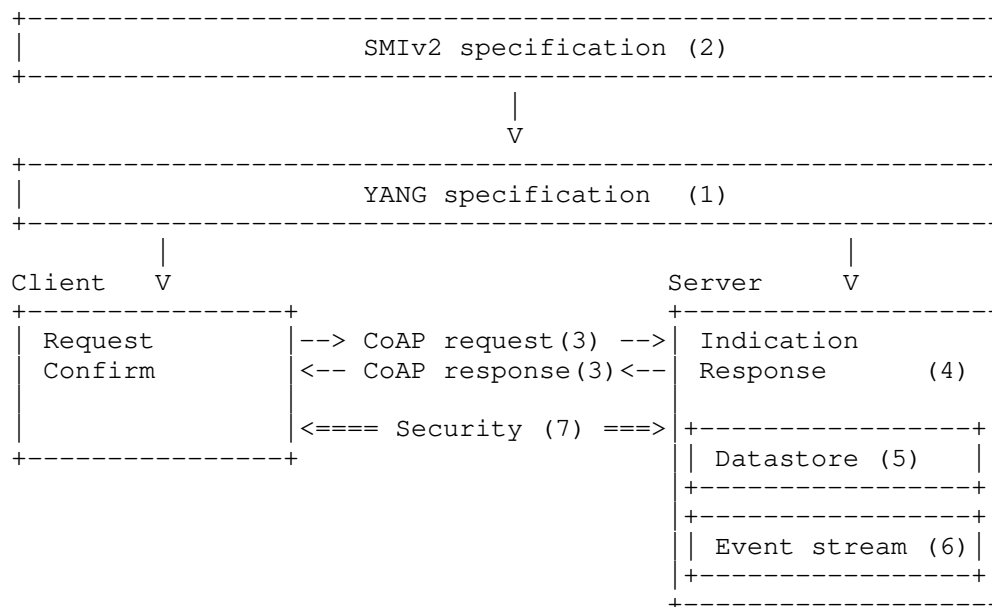 SMIv2 specification (2)
V
YANG specification (1)
Client V Server V
Request --> CoAP request(3) --> Indication
Confirm <-- CoAP response(3)<-- Response (4)
<==== Security (7) ===>
Datastore (5)
Event stream (6)